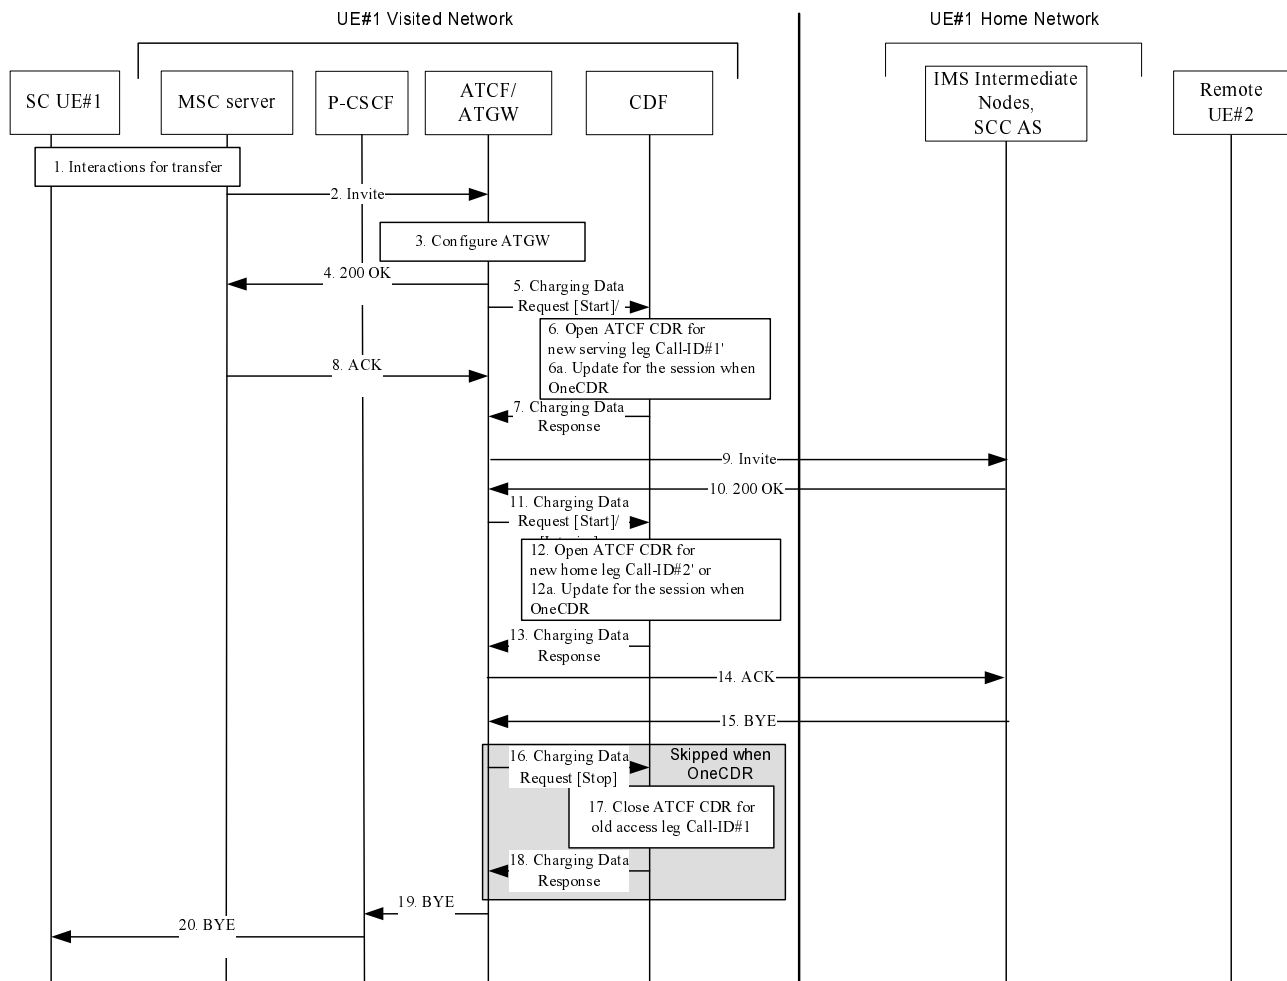 UE#1 Visited Network
UE#1 Home Network
SC UE#1
MSC server
P-CSCF
ATCF/
ATGW
CDF
IMS Intermediate
Nodes,
SCC AS
Remote
UE#2
1. Interactions for transfer
2. Invite
3. Configure ATGW
4. 200 OK
5. Charging Data
Request [Start]/
6. Open ATCF CDR for
new serving leg Call-ID#1'
6a. Update for the session when
OneCDR
8. ACK
7. Charging Data
Response
9. Invite
10. 200 OK
11. Charging Data
Request [Start]/
12. Open ATCF CDR for
new home leg Call-ID#2' or
12a. Update for the session when
OneCDR
13. Charging Data
Response
14. ACK
15. BYE
Skipped when
OneCDR
16. Charging Data
Request [Stop]
17. Close ATCF CDR for
old access leg Call-ID#1
18. Charging Data
Response
19. BYE
20. BYE